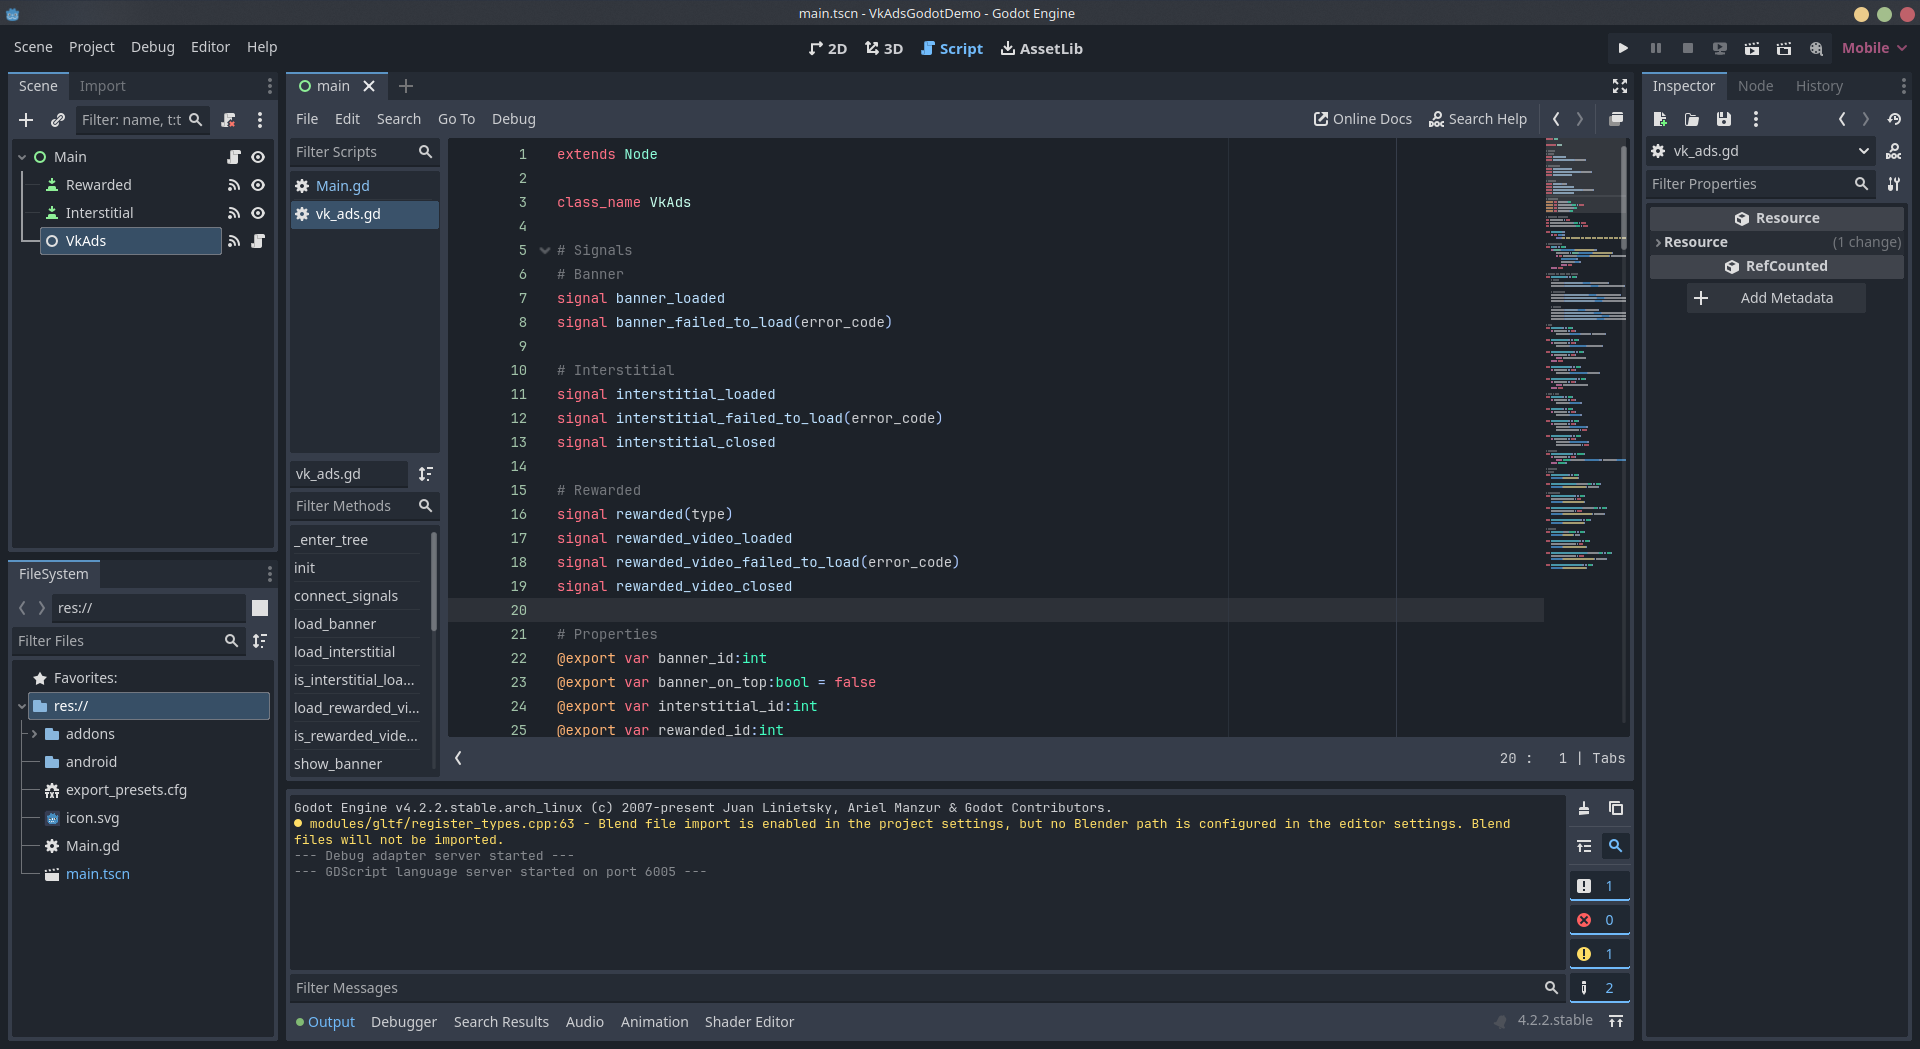 main.tscn - VkAdsGodotDemo - Godot Engine
Scene Project Debug Editor Help
2D 3D Script AssetLib
Mobile
Scene Import
Filter: name, t:t
Main
Rewarded
Interstitial
VkAds
FileSystem
res://
Filter Files
Favorites:
res://
addons
android
export_presets.cfg
icon.svg
Main.gd
main.tscn
main
File Edit Search Go To Debug
Online Docs Search Help
Filter Scripts
Main.gd
vk_ads.gd
vk_ads.gd
Filter Methods
_enter_tree
init
connect_signals
load_banner
load_interstitial
is_interstitial_loa...
load_rewarded_vi...
is_rewarded_vide...
show_banner
1 extends Node
2
3 class_name VkAds
4
5 # Signals
6 # Banner
7 signal banner_loaded
8 signal banner_failed_to_load(error_code)
9
10 # Interstitial
11 signal interstitial_loaded
12 signal interstitial_failed_to_load(error_code)
13 signal interstitial_closed
14
15 # Rewarded
16 signal rewarded(type)
17 signal rewarded_video_loaded
18 signal rewarded_video_failed_to_load(error_code)
19 signal rewarded_video_closed
20
21 # Properties
22 @export var banner_id:int
23 @export var banner_on_top:bool = false
24 @export var interstitial_id:int
25 @export var rewarded_id:int
20 : 1 | Tabs
Godot Engine v4.2.2.stable.arch_linux (c) 2007-present Juan Linietsky, Ariel Manzur & Godot Contributors.
modules/gltf/register_types.cpp:63 - Blend file import is enabled in the project settings, but no Blender path is configured in the editor settings. Blend
files will not be imported.
--- Debug adapter server started ---
--- GDScript language server started on port 6005 ---
1
0
1
2
Filter Messages
Output Debugger Search Results Audio Animation Shader Editor
4.2.2.stable
Inspector Node History
vk_ads.gd
Filter Properties
Resource
Resource (1 change)
RefCounted
Add Metadata